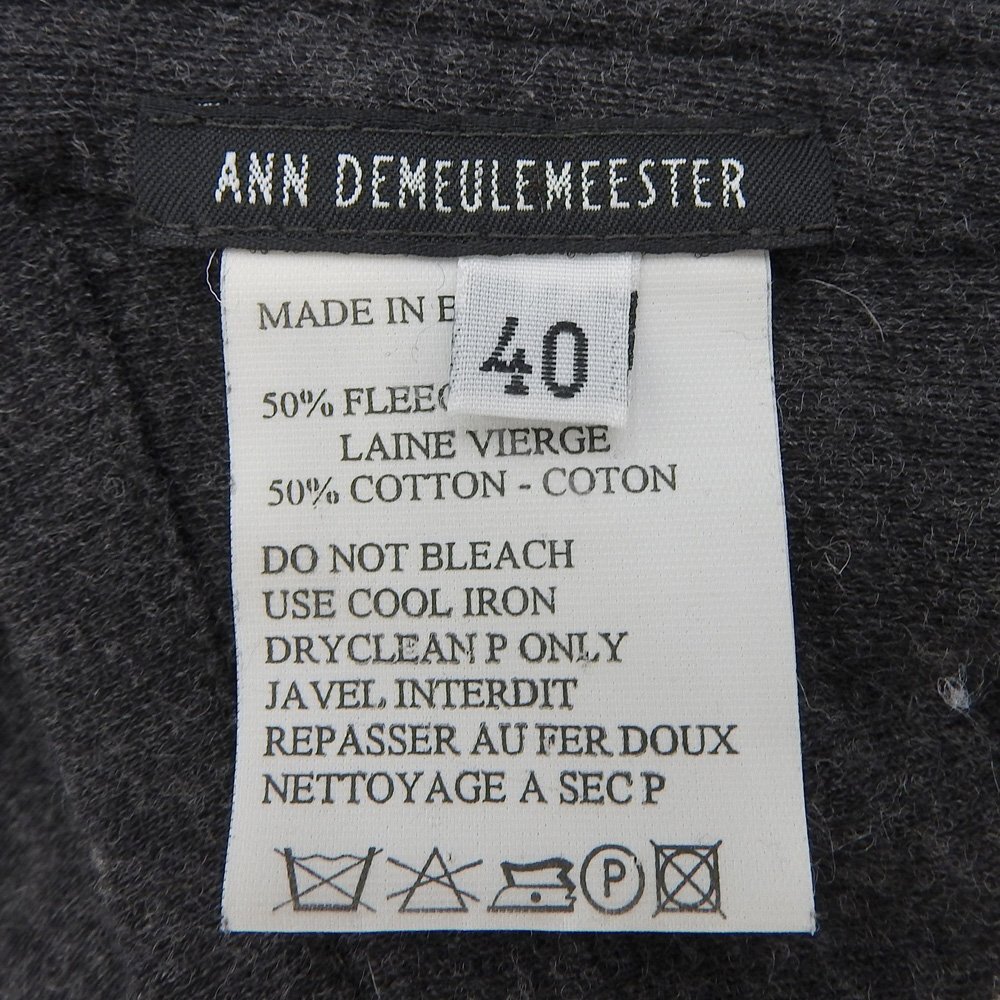 ANN DEMEULEMEESTER
MADE IN
40
50%
LAINE VIERGE
50% COTTON - COTON
DO NOT BLEACH
USE COOL IRON
DRYCLEAN P ONLY
JAVEL INTERDIT
REPASSER AU FER DOUX
NETTOYAGE A SEC P
P